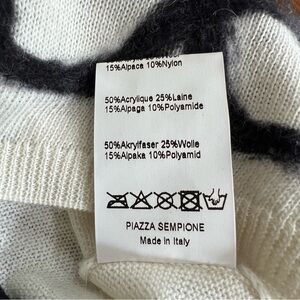 15%Alpaca 10%Nylon
50%Acrylique 25%Laine
15%Alpaga 10%Polyamide
50%Akrylfaser 25%Wolle
15%Alpaka 10%Polyamid
PIAZZA SEMPIONE
Made in Italy